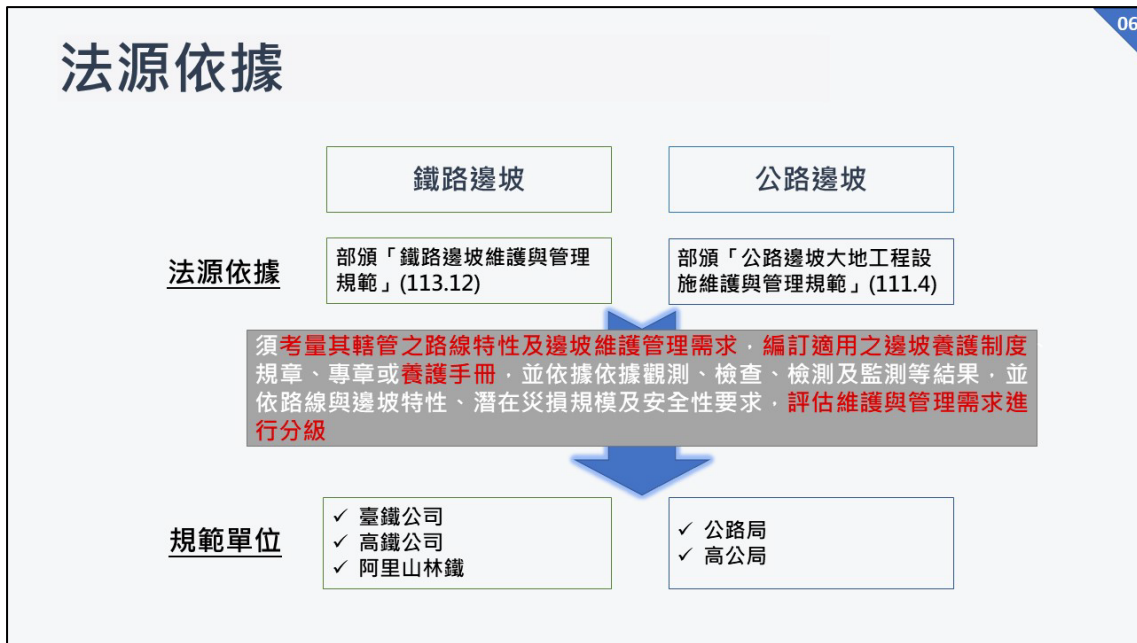 06
法源依據
鐵路邊坡
公路邊坡
法源依據
部頒「鐵路邊坡維護與管理
規範」(113.12)
部頒「公路邊坡大地工程設
施維護與管理規範」(111.4)
須考量其轄管之路線特性及邊坡維護管理需求，編訂適用之邊坡養護制度、
規章、專章或養護手冊，並依據依據觀測、檢查、檢測及監測等結果，並
依路線與邊坡特性、潛在災損規模及安全性要求，評估維護與管理需求進
行分級
規範單位
✓ 臺鐵公司
✓ 高鐵公司
✓ 阿里山林鐵
✓ 公路局
✓ 高公局